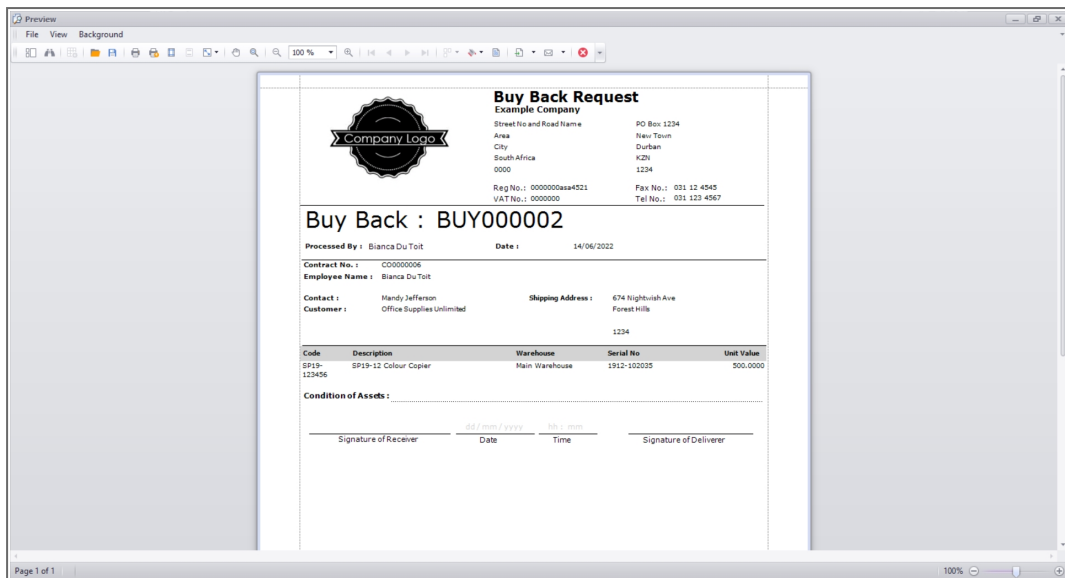 Preview
File View Background
100 %
Company Logo
Buy Back Request
Example Company
Street No and Road Name PO Box 1234
Area New Town
City Durban
South Africa KZN
0000 1234
Reg No.: 0000000asa4521 Fax No.: 031 12 4545
VAT No.: 0000000 Tel No.: 031 123 4567
Buy Back : BUY000002
Processed By : Bianca Du Toit Date : 14/06/2022
Contract No. : CO0000006
Employee Name : Bianca Du Toit
Contact : Mandy Jefferson Shipping Address : 674 Nightwish Ave
Customer : Office Supplies Unlimited Forest Hills
1234
Code Description Warehouse Serial No Unit Value
SP19- SP19-12 Colour Copier Main Warehouse 1912-102035 500.0000
123456
Condition of Assets :
dd / mm / yyyy hh : mm
Signature of Receiver Date Time Signature of Deliverer
Page 1 of 1 100%